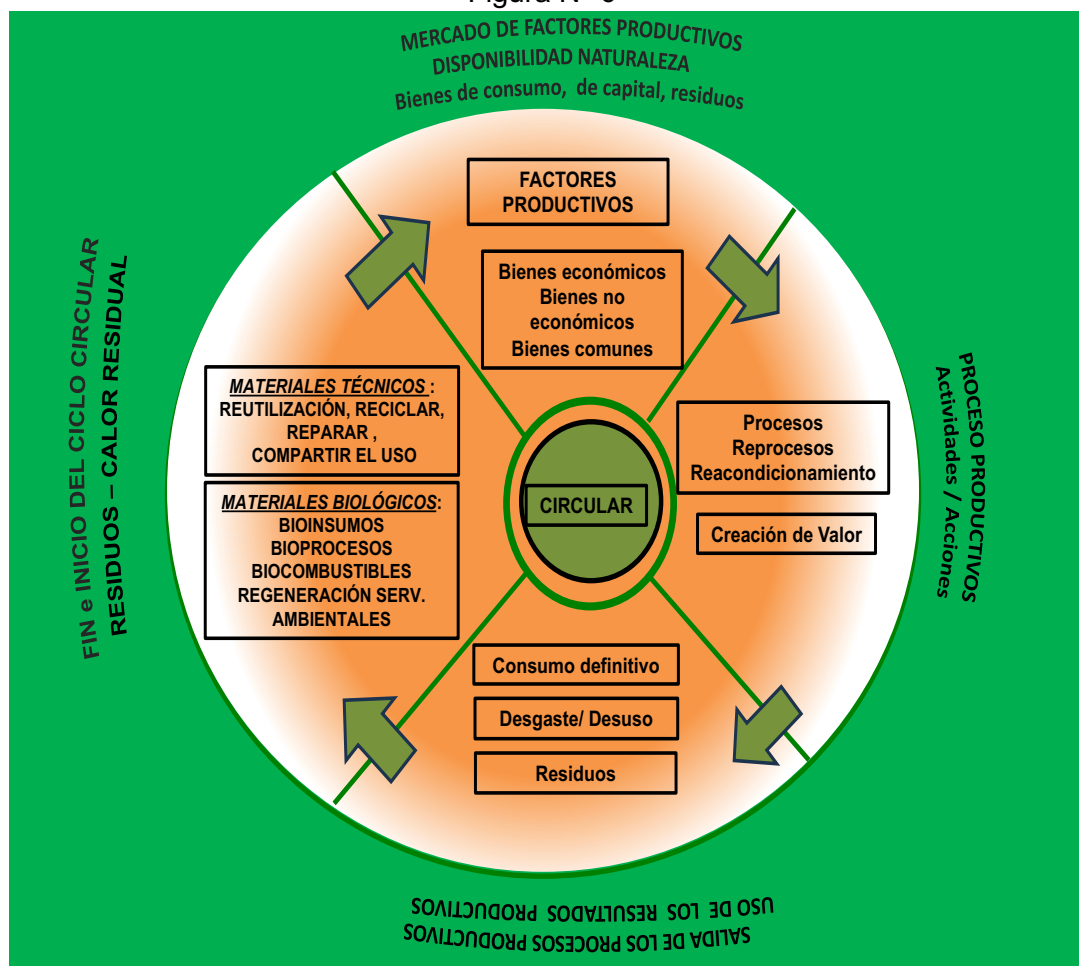 MERCADO DE FACTORES PRODUCTIVOS
DISPONIBILIDAD NATURALEZA
Bienes de consumo, de capital, residuos
FACTORES
PRODUCTIVOS
Bienes económicos
Bienes no
económicos
Bienes comunes
PROCESO PRODUCTIVOS
Actividades / Acciones
Procesos
Reprocesos
Reacondicionamiento
Creación de Valor
CIRCULAR
Consumo definitivo
Desgaste/ Desuso
Residuos
USO DE LOS RESULTADOS PRODUCTIVOS
SALIDA DE LOS PROCESOS PRODUCTIVOS
FIN e INICIO DEL CICLO CIRCULAR
RESIDUOS – CALOR RESIDUAL
MATERIALES TÉCNICOS :
REUTILIZACIÓN, RECICLAR,
REPARAR ,
COMPARTIR EL USO
MATERIALES BIOLÓGICOS:
BIOINSUMOS
BIOPROCESOS
BIOCOMBUSTIBLES
REGENERACIÓN SERV.
AMBIENTALES